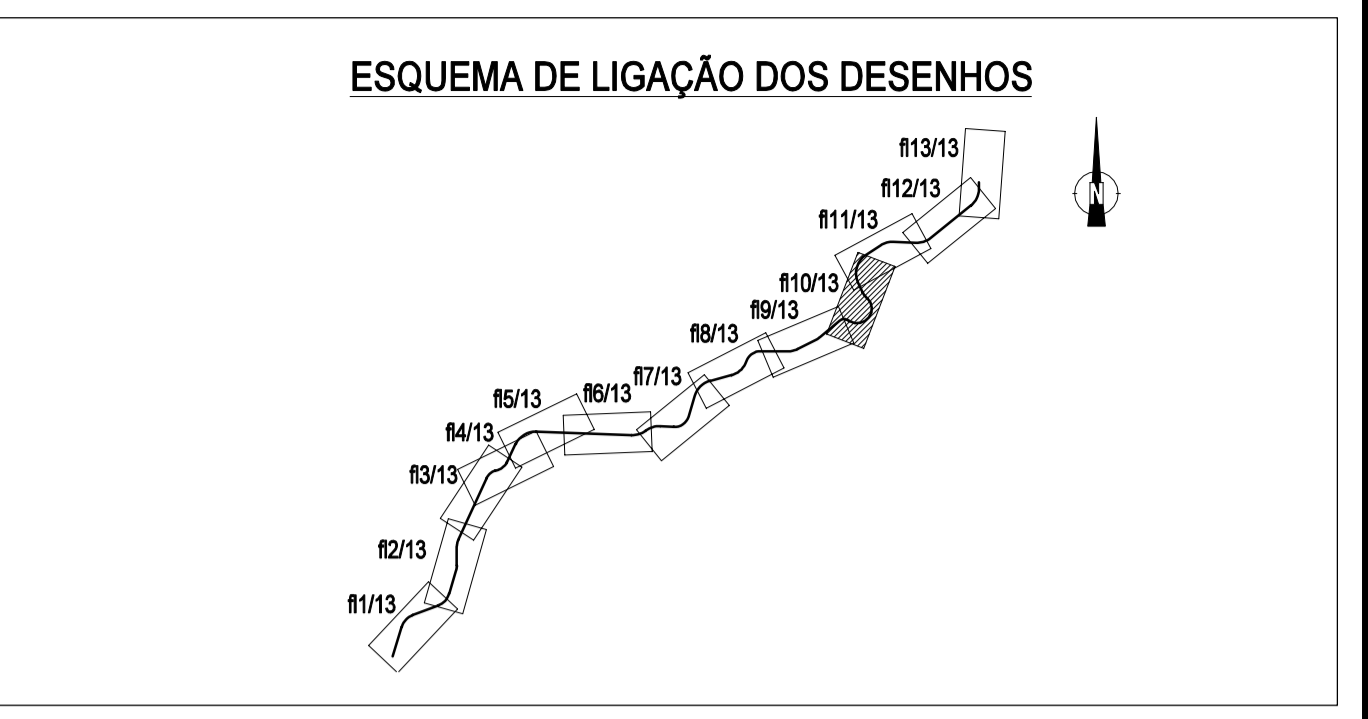 ESQUEMA DE LIGAÇÃO DOS DESENHOS
fl13/13
fl12/13
fl11/13
fl10/13
fl9/13
fl8/13
fl7/13
fl6/13
fl5/13
fl4/13
fl3/13
fl2/13
fl1/13
N